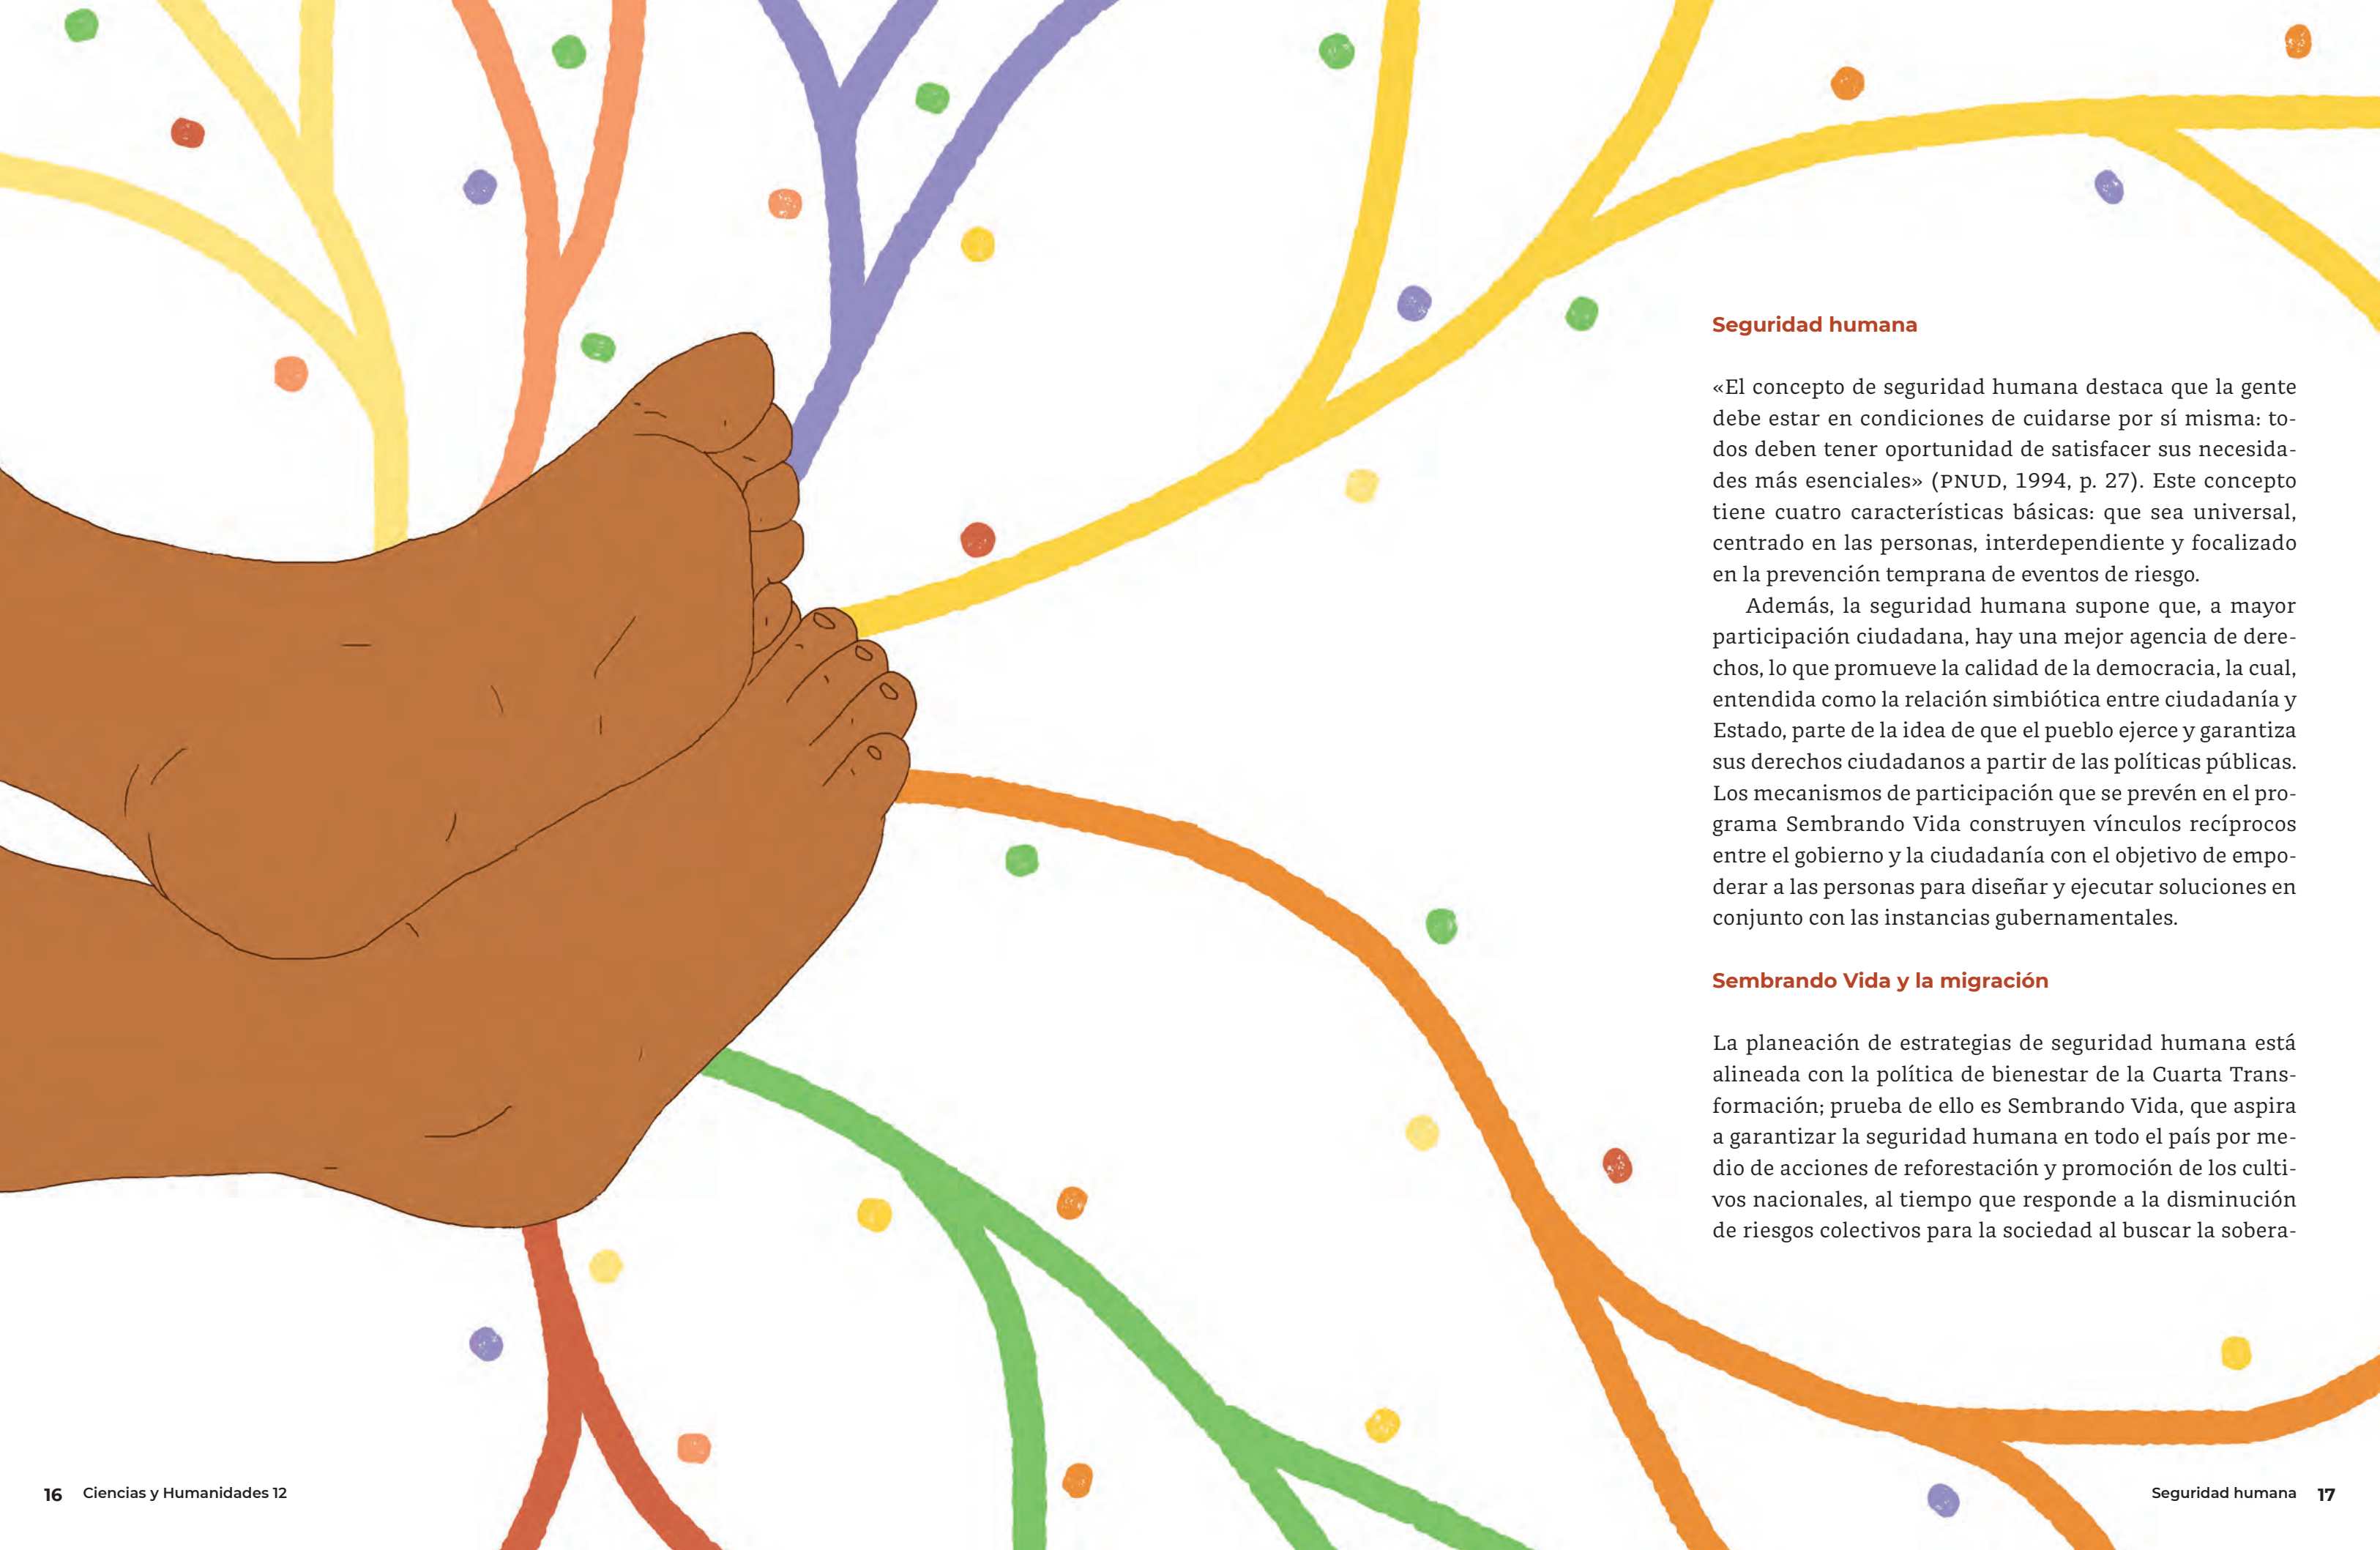 Seguridad humana
«El concepto de seguridad humana destaca que la gente
debe estar en condiciones de cuidarse por sí misma: to-
dos deben tener oportunidad de satisfacer sus necesida-
des más esenciales» (PNUD, 1994, p. 27). Este concepto
tiene cuatro características básicas: que sea universal,
centrado en las personas, interdependiente y focalizado
en la prevención temprana de eventos de riesgo.
Además, la seguridad humana supone que, a mayor
participación ciudadana, hay una mejor agencia de dere-
chos, lo que promueve la calidad de la democracia, la cual,
entendida como la relación simbiótica entre ciudadanía y
Estado, parte de la idea de que el pueblo ejerce y garantiza
sus derechos ciudadanos a partir de las políticas públicas.
Los mecanismos de participación que se prevén en el pro-
grama Sembrando Vida construyen vínculos recíprocos
entre el gobierno y la ciudadanía con el objetivo de empo-
derar a las personas para diseñar y ejecutar soluciones en
conjunto con las instancias gubernamentales.
Sembrando Vida y la migración
La planeación de estrategias de seguridad humana está
alineada con la política de bienestar de la Cuarta Trans-
formación; prueba de ello es Sembrando Vida, que aspira
a garantizar la seguridad humana en todo el país por me-
dio de acciones de reforestación y promoción de los culti-
vos nacionales, al tiempo que responde a la disminución
de riesgos colectivos para la sociedad al buscar la sobera-
16 Ciencias y Humanidades 12
Seguridad humana 17